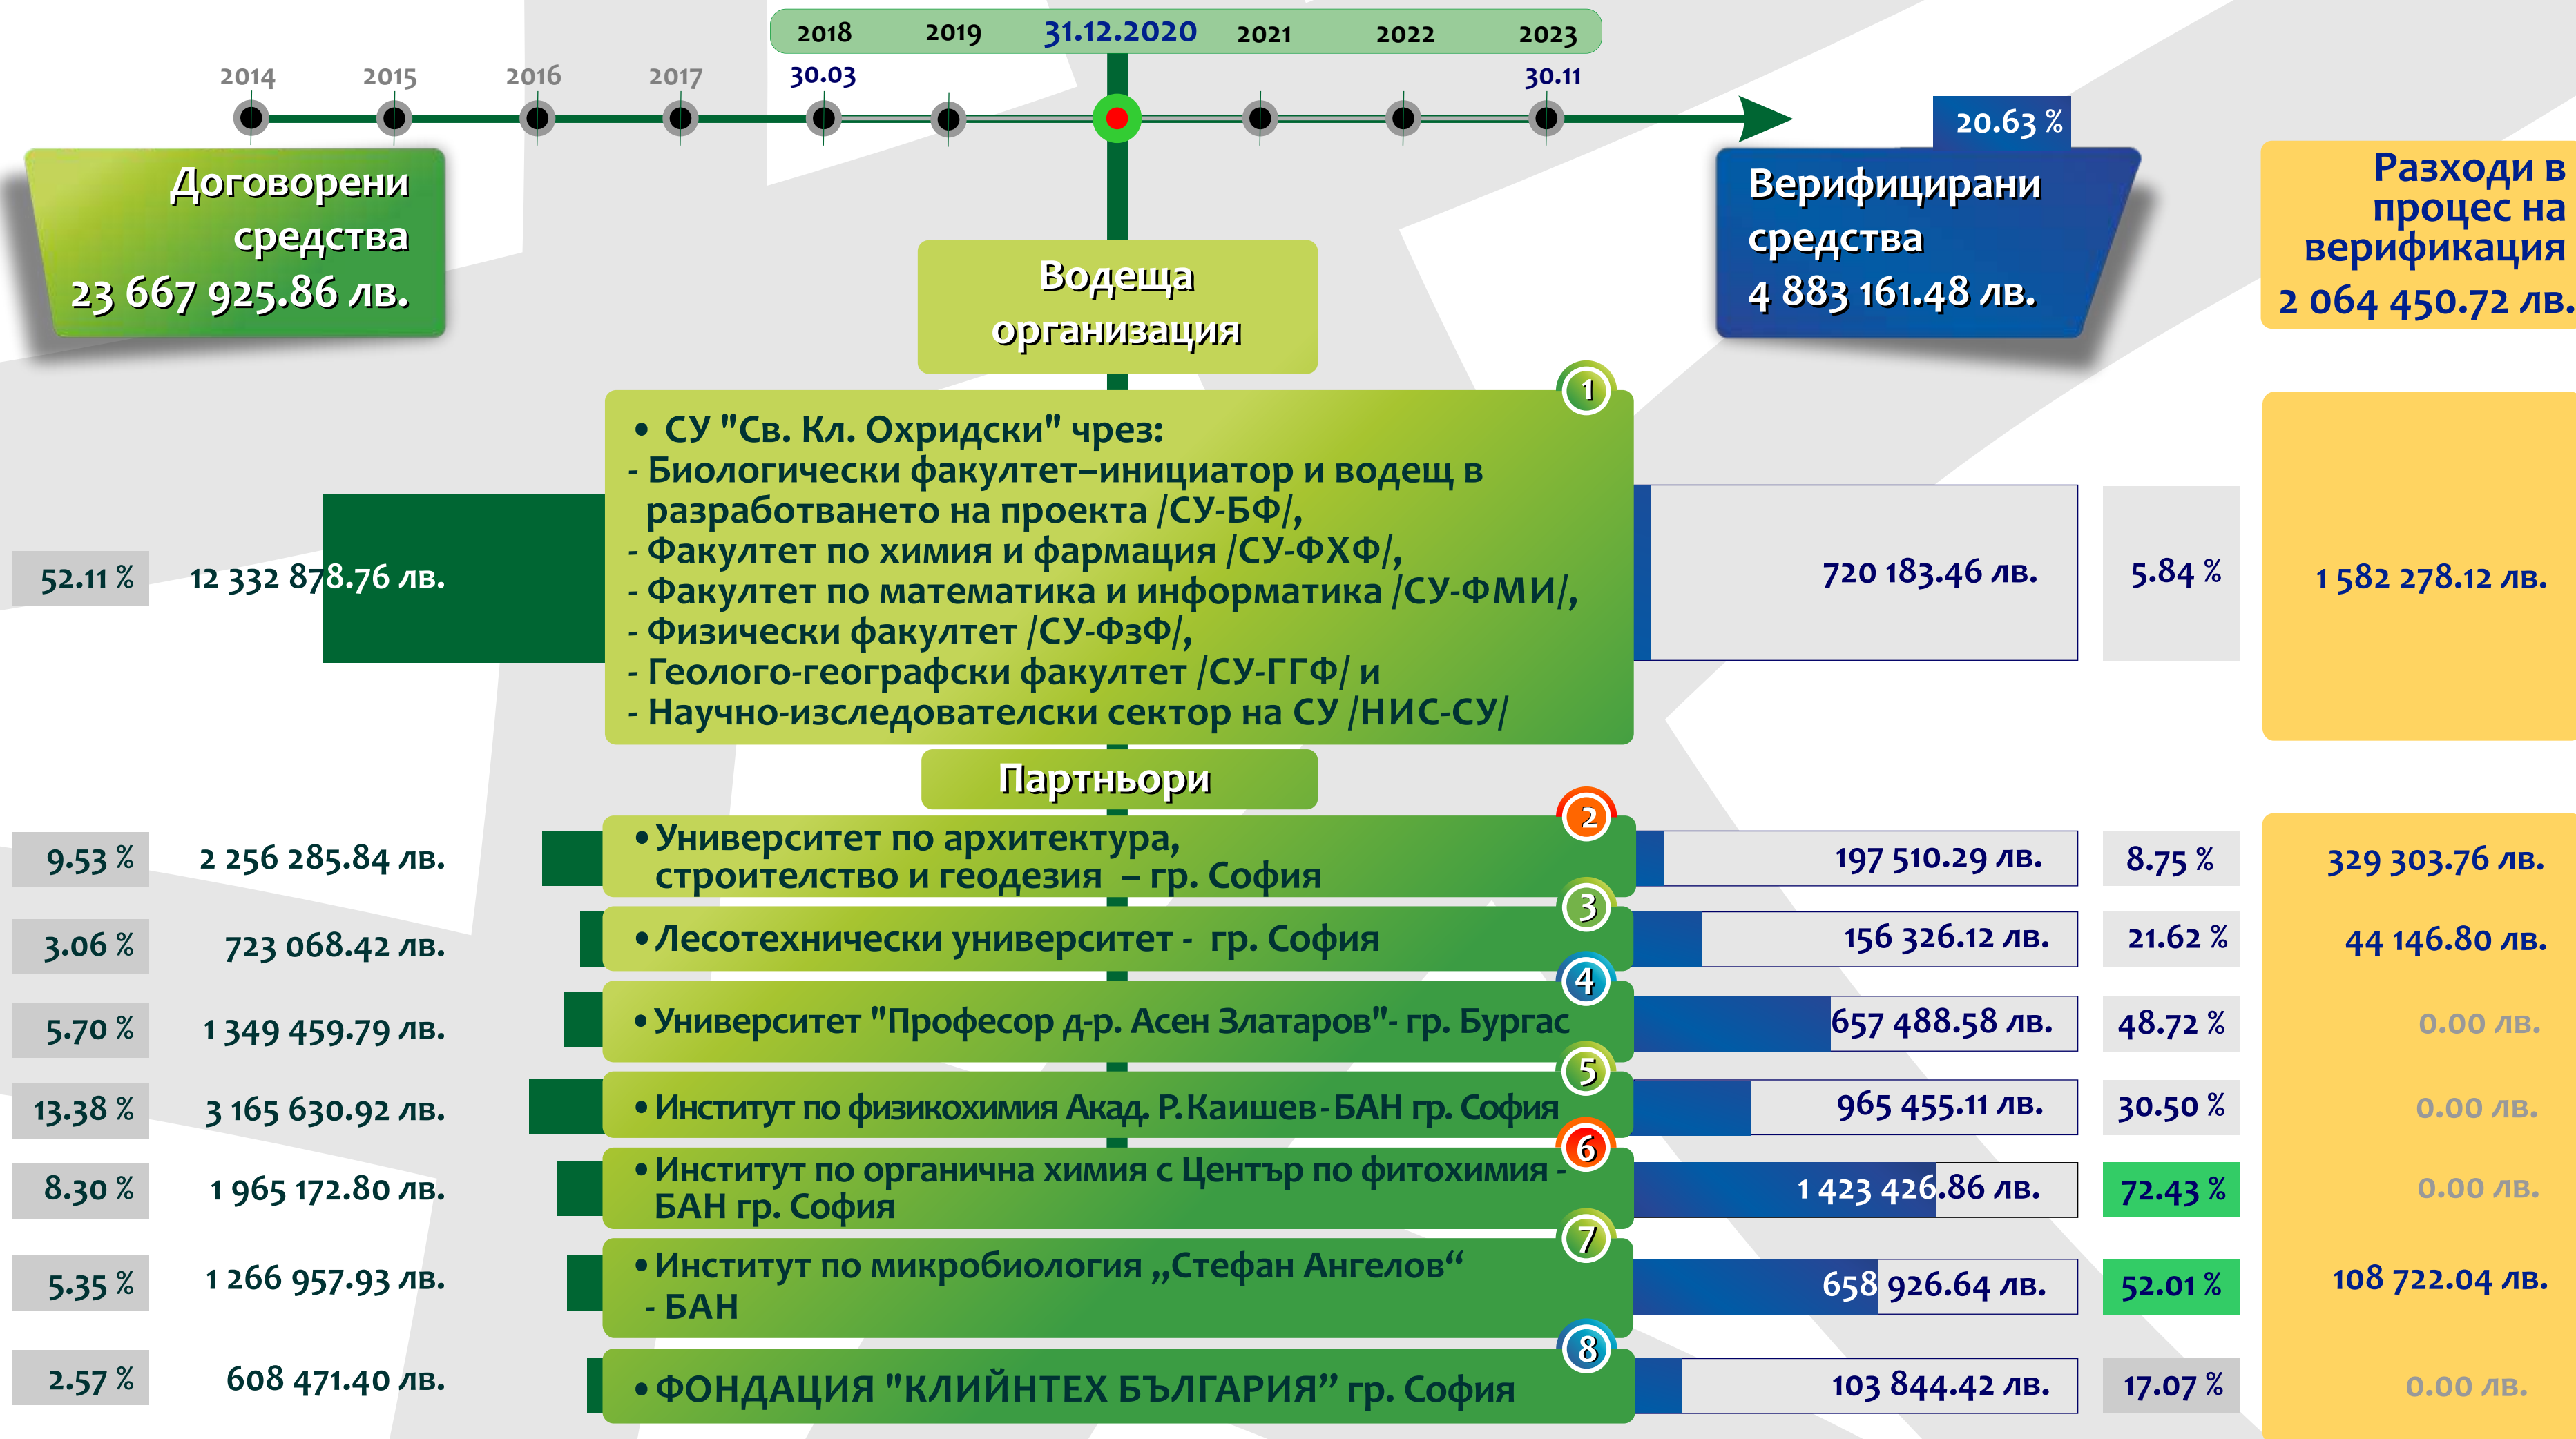 2014
2015
2016
2017
2018
2019
31.12.2020
2021
2022
2023
30.03
30.11
Договорени
средства
23 667 925.86 лв.
Водеща
организация
20.63 %
Верифицирани
средства
4 883 161.48 лв.
Разходи в
процес на
верификация
2 064 450.72 лв.
1
52.11 %
12 332 878.76 лв.
• СУ "Св. Кл. Охридски" чрез:
- Биологически факултет–инициатор и водещ в
разработването на проекта /СУ-БФ/,
- Факултет по химия и фармация /СУ-ФХФ/,
- Факултет по математика и информатика /СУ-ФМИ/,
- Физически факултет /СУ-ФзФ/,
- Геолого-географски факултет /СУ-ГГФ/ и
- Научно-изследователски сектор на СУ /НИС-СУ/
720 183.46 лв.
5.84 %
1 582 278.12 лв.
Партньори
2
9.53 %
2 256 285.84 лв.
• Университет по архитектура,
строителство и геодезия – гр. София
197 510.29 лв.
8.75 %
329 303.76 лв.
3
3.06 %
723 068.42 лв.
• Лесотехнически университет - гр. София
156 326.12 лв.
21.62 %
44 146.80 лв.
4
5.70 %
1 349 459.79 лв.
• Университет "Професор д-р. Асен Златаров"- гр. Бургас
657 488.58 лв.
48.72 %
0.00 лв.
5
13.38 %
3 165 630.92 лв.
• Институт по физикохимия Акад. Р. Каишев - БАН гр. София
965 455.11 лв.
30.50 %
0.00 лв.
6
8.30 %
1 965 172.80 лв.
• Институт по органична химия с Център по фитохимия -
БАН гр. София
1 423 426.86 лв.
72.43 %
0.00 лв.
7
5.35 %
1 266 957.93 лв.
• Институт по микробиология „Стефан Ангелов“
- БАН
658 926.64 лв.
52.01 %
108 722.04 лв.
8
2.57 %
608 471.40 лв.
• ФОНДАЦИЯ "КЛИЙНТЕХ БЪЛГАРИЯ” гр. София
103 844.42 лв.
17.07 %
0.00 лв.